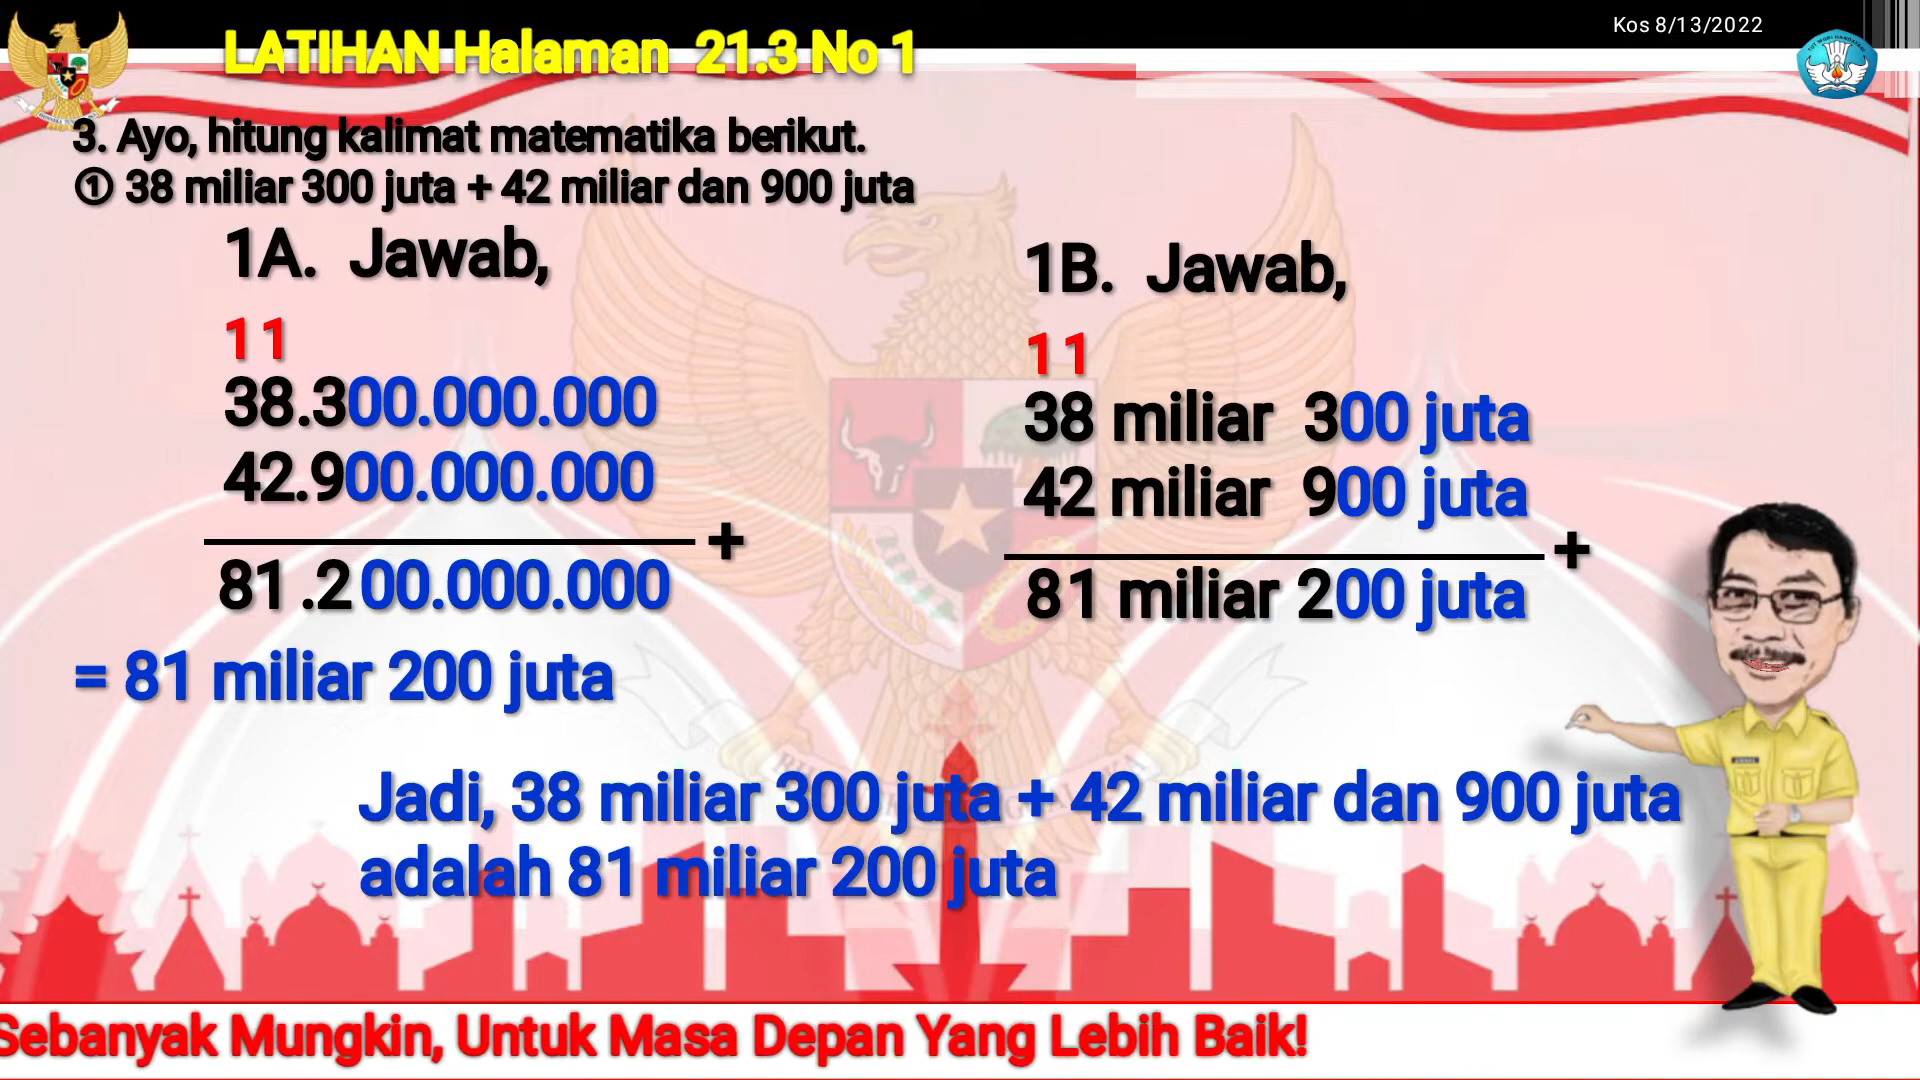 Kos 8/13/2022
LATIHAN Halaman 21.3 No 1
3. Ayo, hitung kalimat matematika berikut.
① 38 miliar 300 juta + 42 miliar dan 900 juta
1A. Jawab,
11
38.300.000.000
42.900.000.000
+
81.200.000.000
= 81 miliar 200 juta
1B. Jawab,
11
38 miliar 300 juta
42 miliar 900 juta
+
81 miliar 200 juta
Jadi, 38 miliar 300 juta + 42 miliar dan 900 juta
adalah 81 miliar 200 juta
Sebanyak Mungkin, Untuk Masa Depan Yang Lebih Baik!